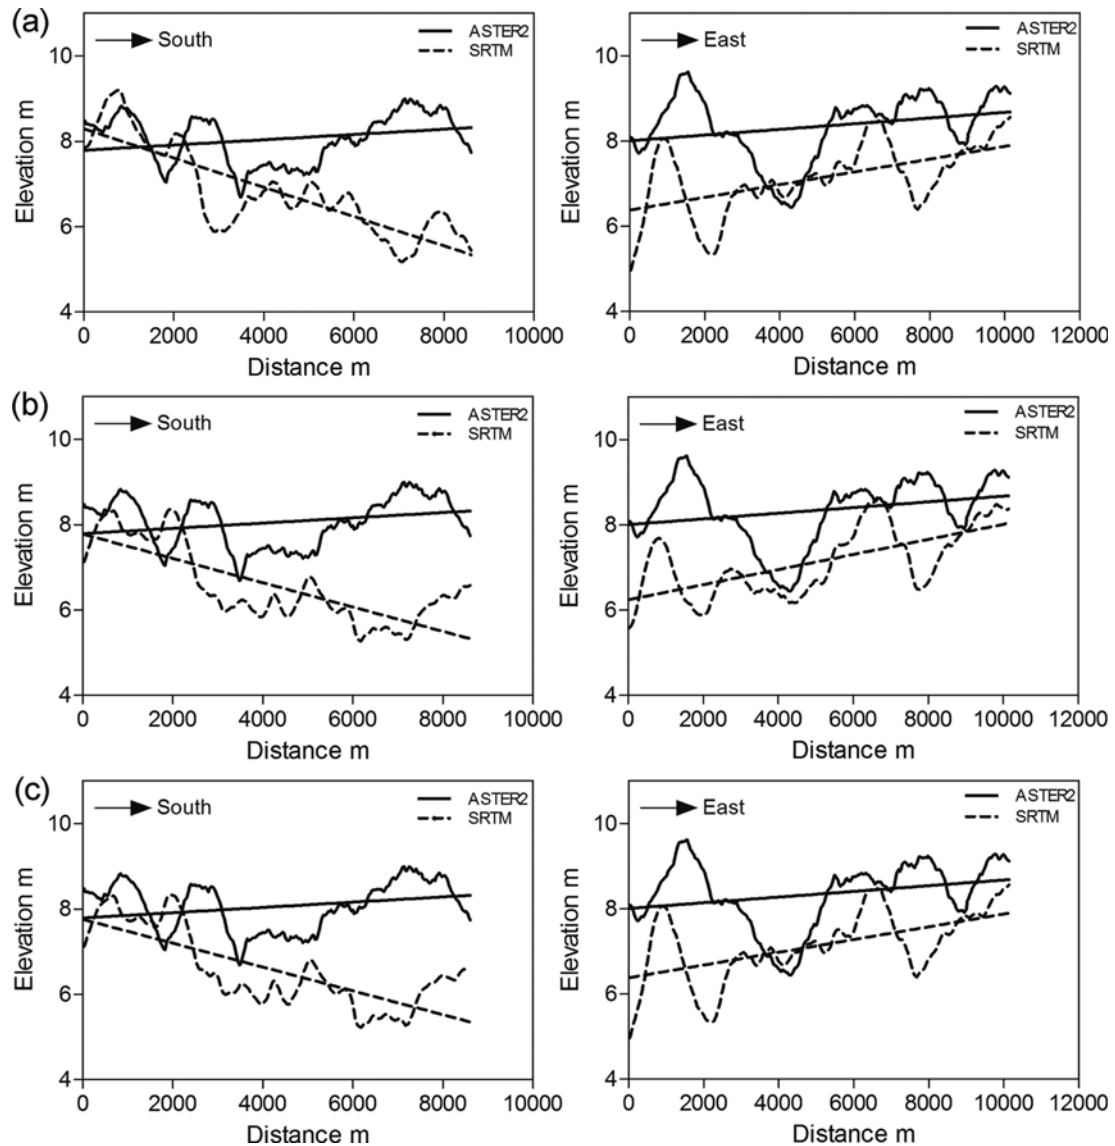 (a)
South
ASTER2
SRTM
10
8
6
4
Elevation m
0 2000 4000 6000 8000 10000
Distance m
East
ASTER2
SRTM
10
8
6
4
Elevation m
0 2000 4000 6000 8000 10000 12000
Distance m
(b)
South
ASTER2
SRTM
10
8
6
4
Elevation m
0 2000 4000 6000 8000 10000
Distance m
East
ASTER2
SRTM
10
8
6
4
Elevation m
0 2000 4000 6000 8000 10000 12000
Distance m
(c)
South
ASTER2
SRTM
10
8
6
4
Elevation m
0 2000 4000 6000 8000 10000
Distance m
East
ASTER2
SRTM
10
8
6
4
Elevation m
0 2000 4000 6000 8000 10000 12000
Distance m